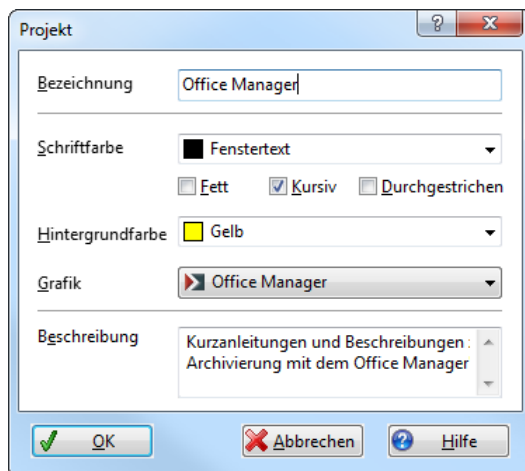 Projekt
Bezeichnung Office Manager
Schriftfarbe Fenstertext
Fett Kursiv Durchgestrichen
Hintergrundfarbe Gelb
Grafik Office Manager
Beschreibung Kurzanleitungen und Beschreibungen
Archivierung mit dem Office Manager
OK Abbrechen Hilfe